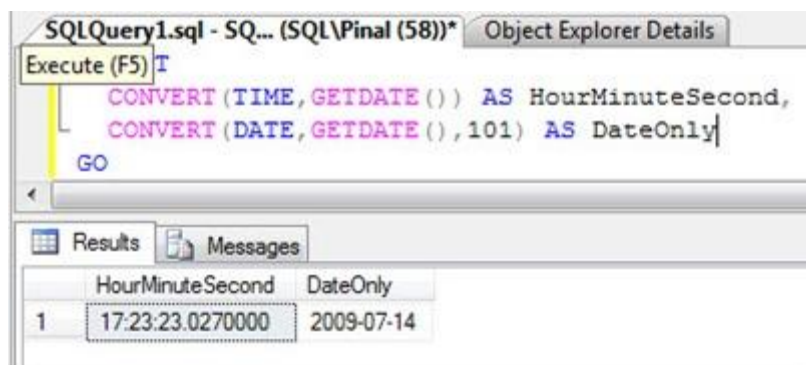 SQLQuery1.sql - SQ... (SQL\Pinal (58))* Object Explorer Details
Execute (F5) T
CONVERT(TIME,GETDATE()) AS HourMinuteSecond,
CONVERT(DATE,GETDATE(),101) AS DateOnly
GO
Results Messages
HourMinuteSecond DateOnly
1 17:23:23.0270000 2009-07-14